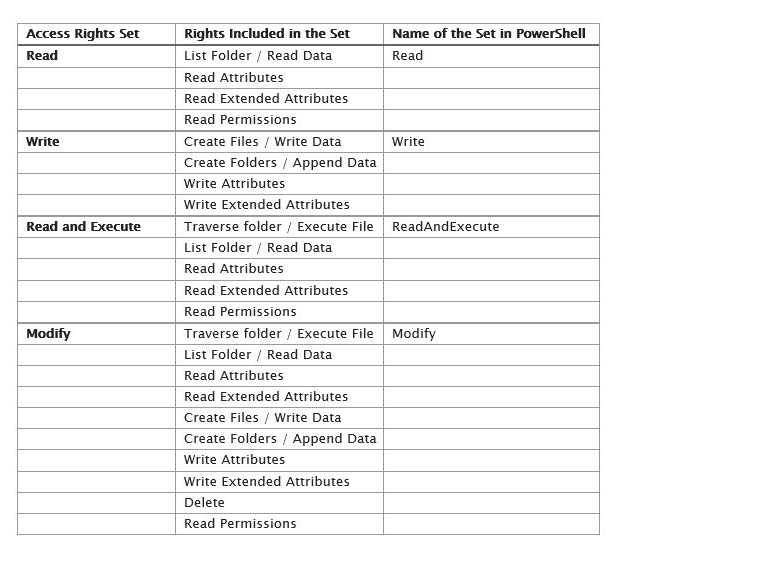 Access Rights Set Rights Included in the Set Name of the Set in PowerShell
Read List Folder / Read Data Read
Read Attributes
Read Extended Attributes
Read Permissions
Write Create Files / Write Data Write
Create Folders / Append Data
Write Attributes
Write Extended Attributes
Read and Execute Traverse folder / Execute File ReadAndExecute
List Folder / Read Data
Read Attributes
Read Extended Attributes
Read Permissions
Modify Traverse folder / Execute File Modify
List Folder / Read Data
Read Attributes
Read Extended Attributes
Create Files / Write Data
Create Folders / Append Data
Write Attributes
Write Extended Attributes
Delete
Read Permissions